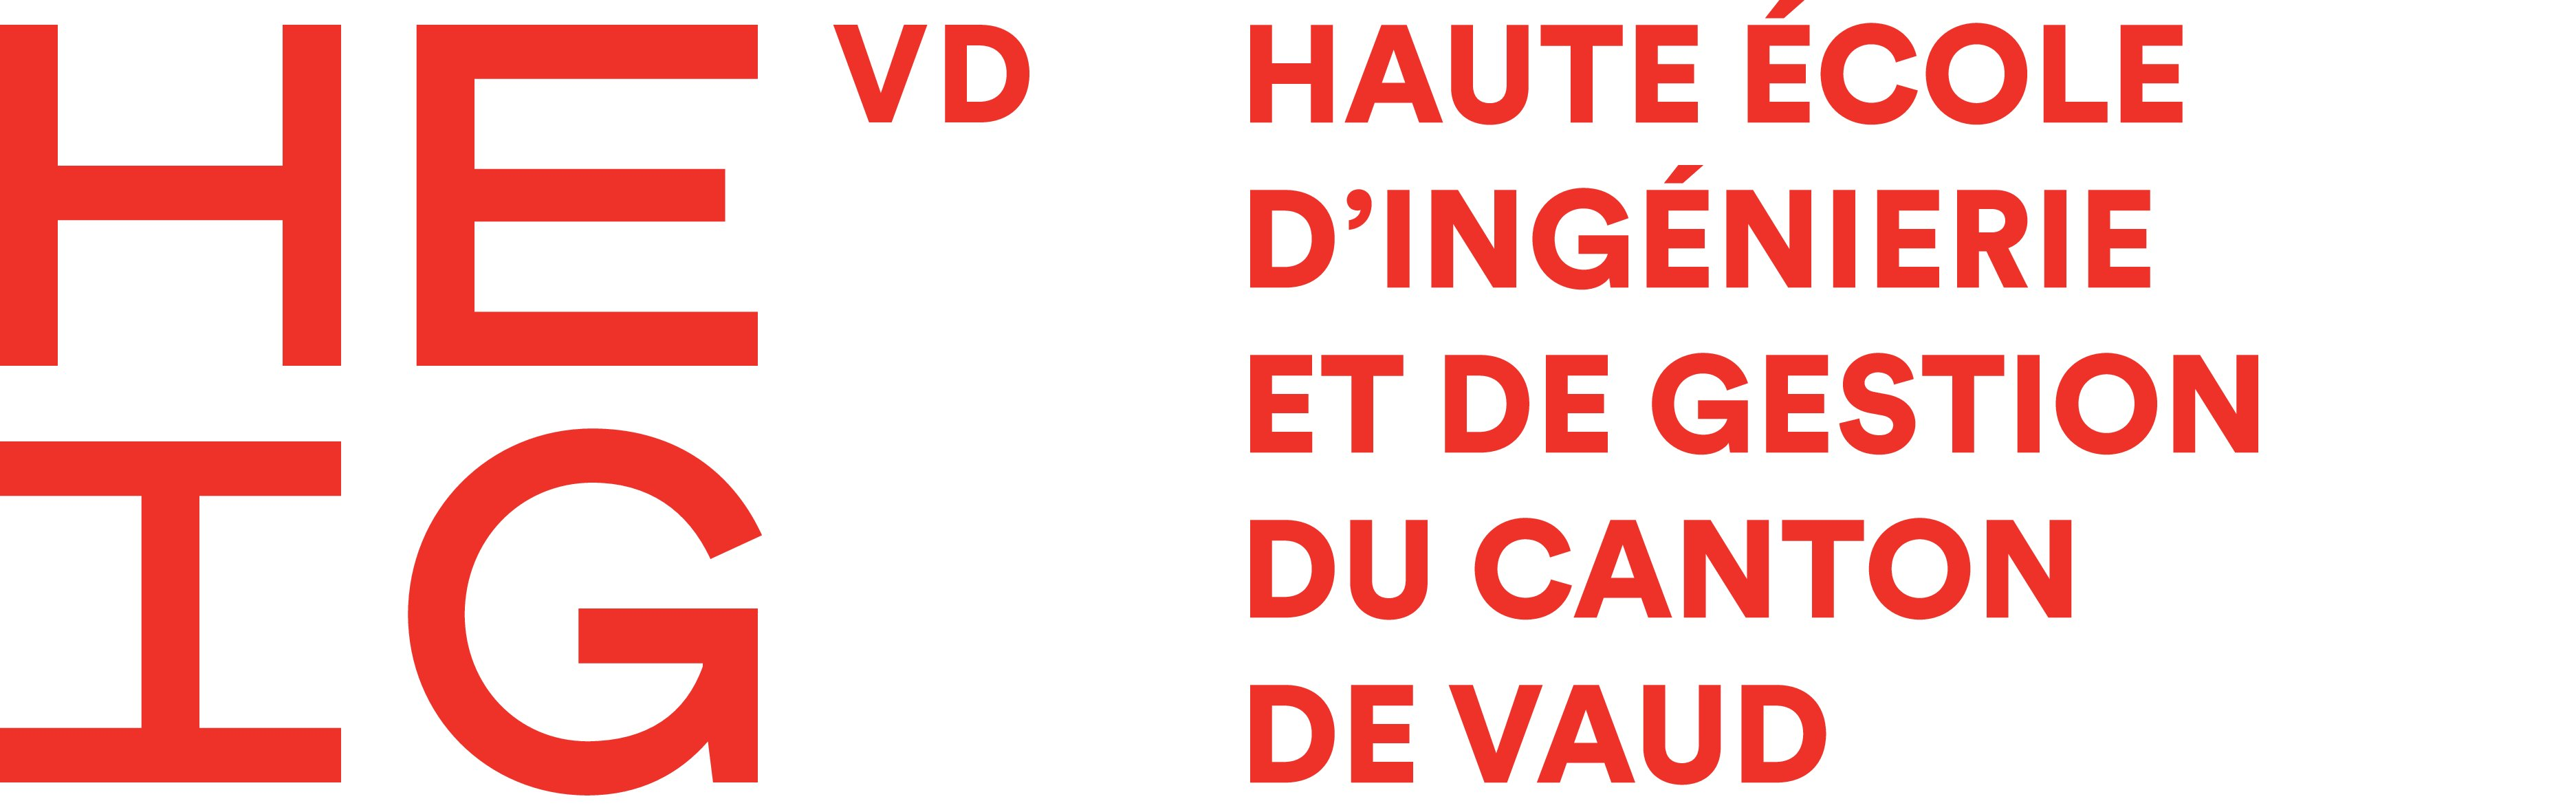 HE VD
IG
HAUTE ÉCOLE
D’INGÉNIERIE
ET DE GESTION
DU CANTON
DE VAUD